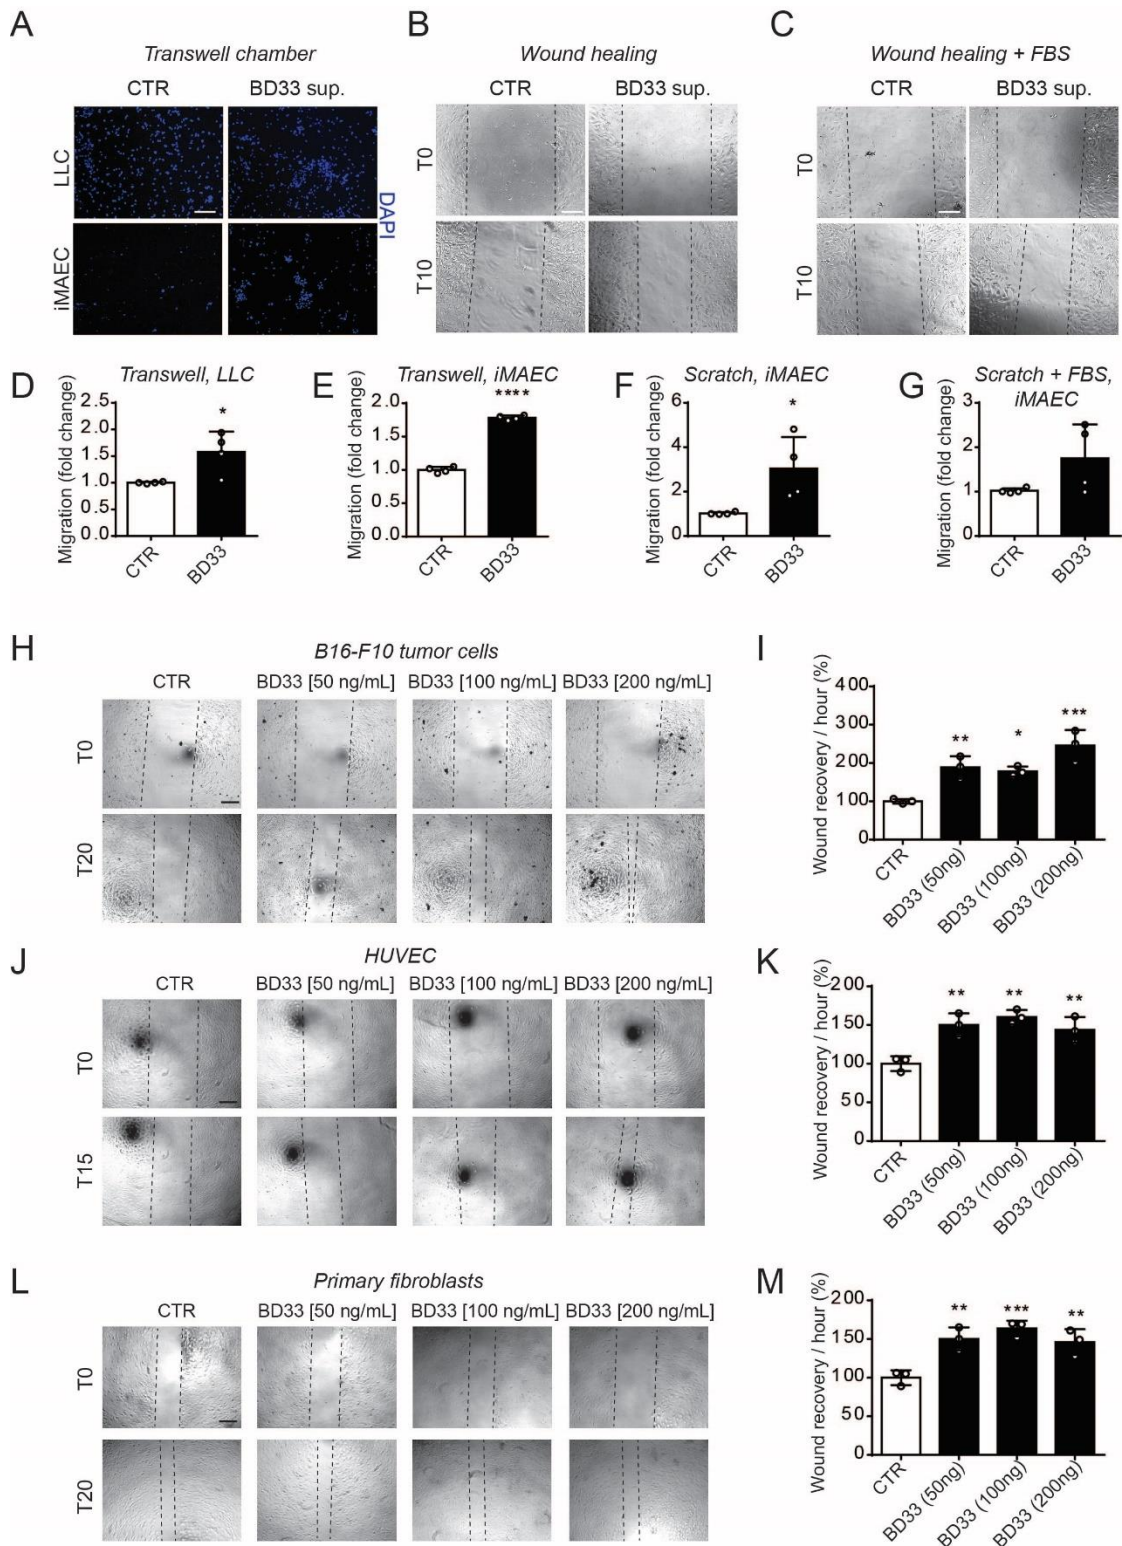 A
Transwell chamber
CTR BD33 sup.
LLC
iMAEC
DAPI
B
Wound healing
CTR BD33 sup.
T0
T10
C
Wound healing + FBS
CTR BD33 sup.
T0
T10
D
Transwell, LLC
Migration (fold change)
2.5
2.0
1.5
1.0
0.5
0.0
*
CTR
BD33
E
Transwell, iMAEC
Migration (fold change)
2.0
1.5
1.0
0.5
0.0
****
CTR
BD33
F
Scratch, iMAEC
Migration (fold change)
6
4
2
0
*
CTR
BD33
G
Scratch + FBS,
iMAEC
Migration (fold change)
3
2
1
0
CTR
BD33
H
B16-F10 tumor cells
CTR BD33 [50 ng/mL] BD33 [100 ng/mL] BD33 [200 ng/mL]
T0
T20
I
Wound recovery / hour (%)
400
300
200
100
0
** * ***
CTR
BD33 (50ng)
BD33 (100ng)
BD33 (200ng)
J
HUVEC
CTR BD33 [50 ng/mL] BD33 [100 ng/mL] BD33 [200 ng/mL]
T0
T15
K
Wound recovery / hour (%)
200
150
100
50
0
** ** **
CTR
BD33 (50ng)
BD33 (100ng)
BD33 (200ng)
L
Primary fibroblasts
CTR BD33 [50 ng/mL] BD33 [100 ng/mL] BD33 [200 ng/mL]
T0
T20
M
Wound recovery / hour (%)
200
150
100
50
0
** *** **
CTR
BD33 (50ng)
BD33 (100ng)
BD33 (200ng)